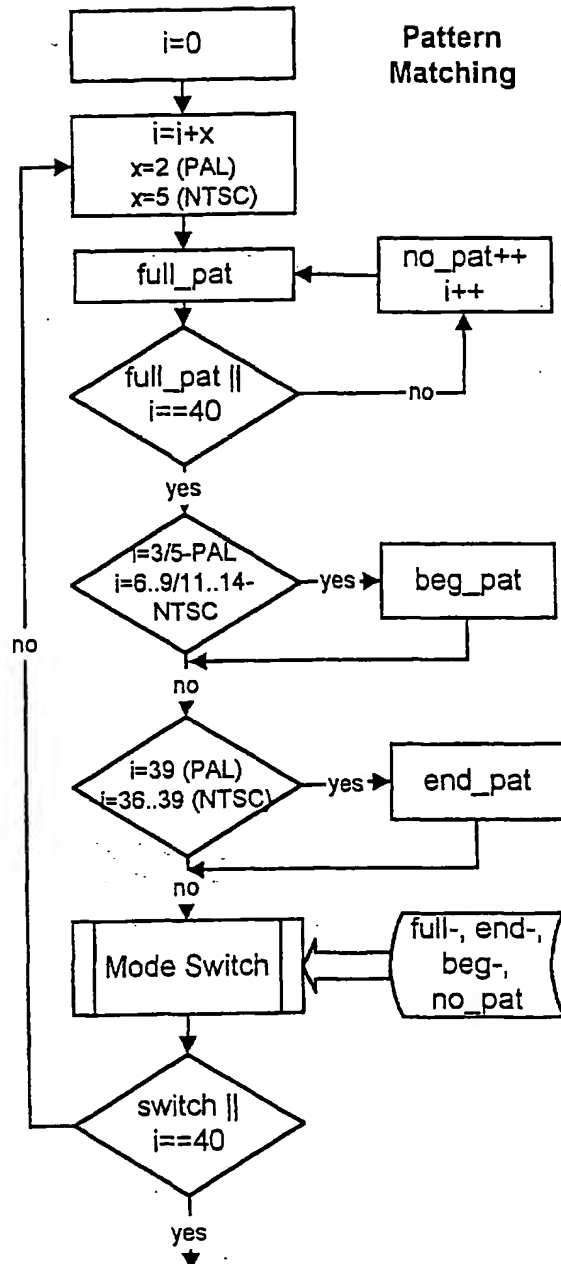 Pattern
Matching
i=0
i=i+x
x=2 (PAL)
x=5 (NTSC)
full_pat
no_pat++
i++
full_pat ||
i==40
no
yes
i=3/5-PAL
i=6..9/11..14-
NTSC
yes
beg_pat
no
no
i=39 (PAL)
i=36..39 (NTSC)
yes
end_pat
no
Mode Switch
full-, end-,
beg-,
no_pat
switch ||
i==40
yes